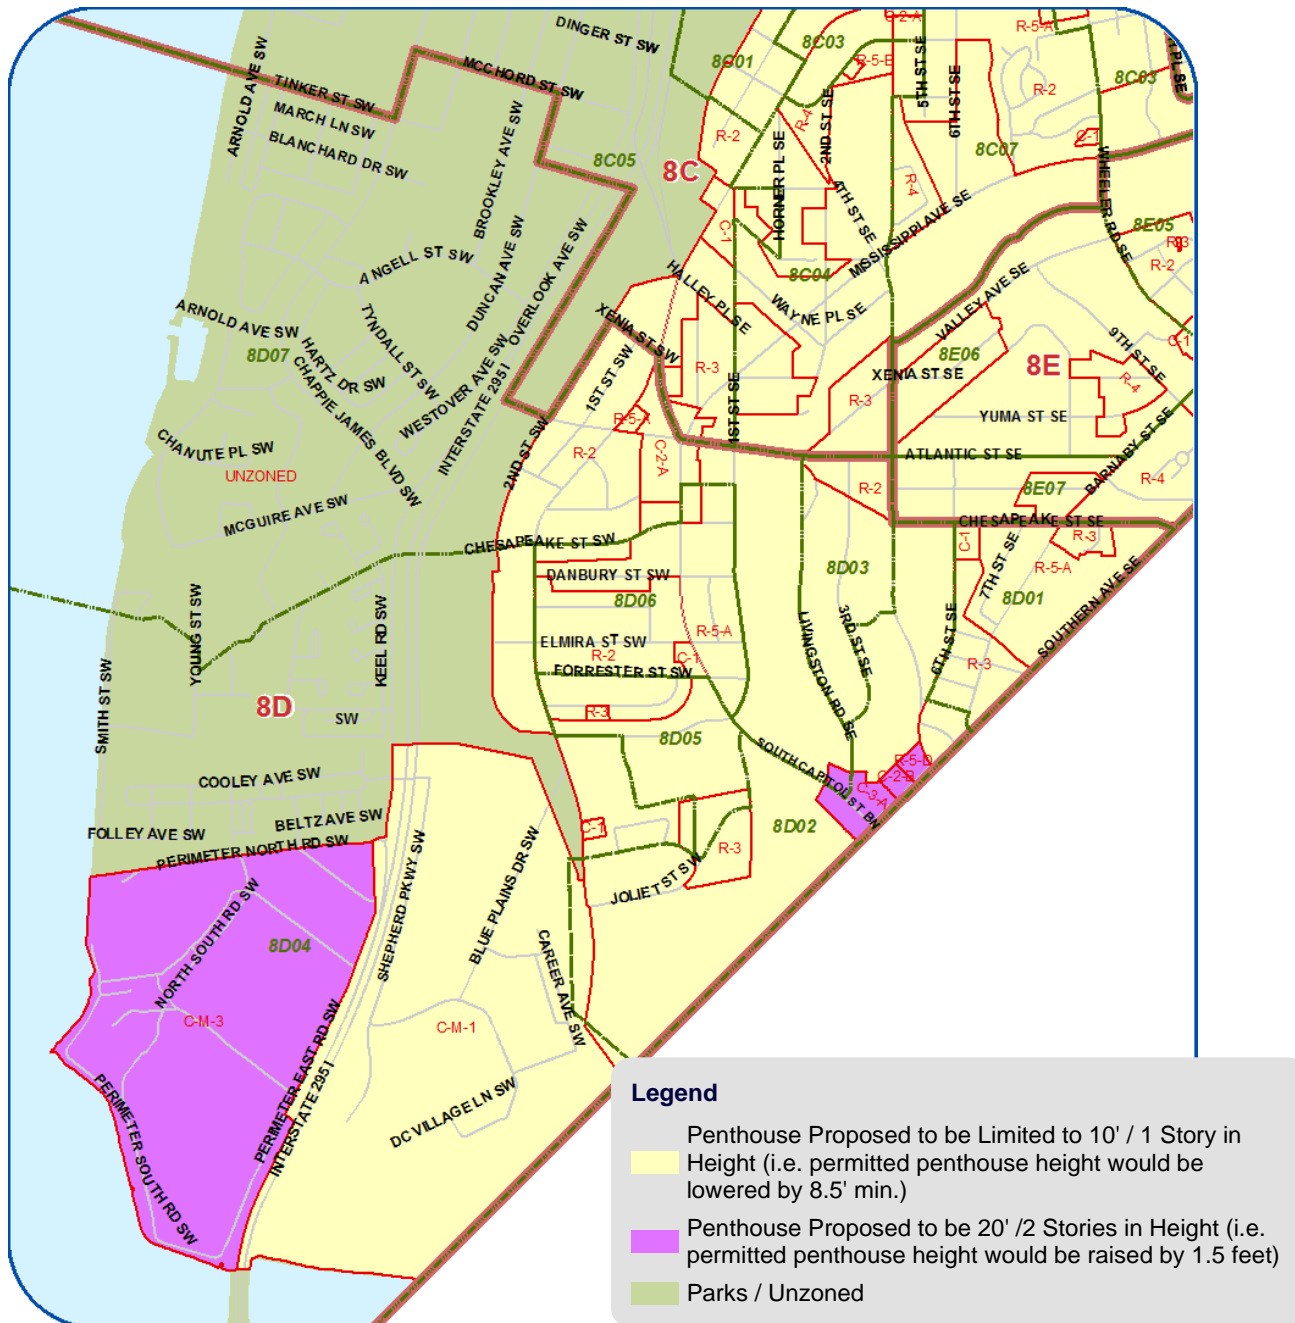 DINGER ST SW
C-2-A
R-5-A
8C03
8C01
R-5-B
5TH ST SE
6TH ST SE
R-2
8C03
TINKER ST SW
MCCHORD ST SW
ARNOLD AVE SW
MARCH LN SW
BLANCHARD DR SW
BROOKLEY AVE SW
8C05
8C
R-2
R-4
2ND ST SE
HORNER PL SE
4TH ST SE
R-4
8C07
C-1
WHEELER RD SE
MISSISSIPPI AVE SE
8E05
R-3
R-2
C-1
8C04
ANGELL ST SW
DUNCAN AVE SW
OVERLOOK AVE SW
HALLEY PL SE
WAYNE PL SE
VALLEY AVE SE
ARNOLD AVE SW
8D07
HARTZ DR SW
TYNDALL ST SW
CHAPPIE JAMES BLVD SW
WESTOVER AVE SW
INTERSTATE 295 I
XENIA ST SW
1ST ST SW
R-3
1ST ST SE
8E06
XENIA ST SE
8E
9TH ST SE
C-1
R-4
R-3
YUMA ST SE
BARNABY ST SE
CHANUTE PL SW
UNZONED
MCGUIRE AVE SW
2ND ST SW
R-5-A
R-2
C-2-A
ATLANTIC ST SE
R-2
8E07
R-4
CHESAPEAKE ST SE
CHESAPEAKE ST SW
C-1
R-3
7TH ST SE
R-5-A
8D01
SOUTHERN AVE SE
DANBURY ST SW
8D06
8D03
YOUNG ST SW
KEEL RD SW
ELMIRA ST SW
R-2
R-5-A
C-1
FORRESTER ST SW
LIVINGSTON RD SE
3RD ST SE
6TH ST SE
R-3
SMITH ST SW
8D
SW
R-3
8D05
SOUTH CAPITOL ST BN
R-5-D
C-2-B
C-3-A
COOLEY AVE SW
FOLLEY AVE SW
BELTZ AVE SW
PERIMETER NORTH RD SW
SHEPHERD PKWY SW
C-1
8D02
R-3
JOLIET ST SW
BLUE PLAINS DR SW
NORTH SOUTH RD SW
8D04
CAREER AVE SW
C-M-3
C-M-1
PERIMETER EAST RD SW
INTERSTATE 295 I
PERIMETER SOUTH RD SW
DC VILLAGE LN SW
Legend
Penthouse Proposed to be Limited to 10' / 1 Story in
Height (i.e. permitted penthouse height would be
lowered by 8.5' min.)
Penthouse Proposed to be 20' /2 Stories in Height (i.e.
permitted penthouse height would be raised by 1.5 feet)
Parks / Unzoned